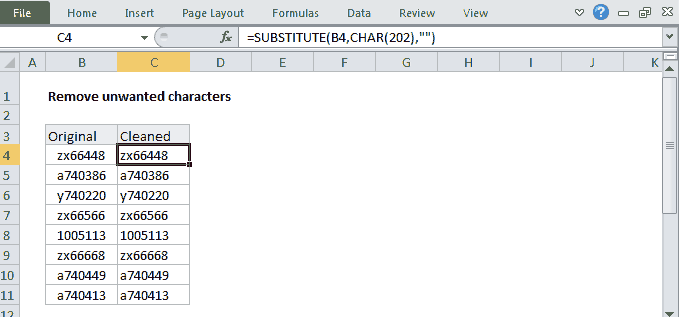 File Home Insert Page Layout Formulas Review View
C4 fx =SUBSTITUTE(B4,CHAR(202),"")
A B C D E F G H I J K
1 Remove unwanted characters
2
3 Original Cleaned
4 zx66448 zx66448
5 a740386 a740386
6 y740220 y740220
7 zx66566 zx66566
8 1005113 1005113
9 zx66668 zx66668
10 a740449 a740449
11 a740413 a740413
12